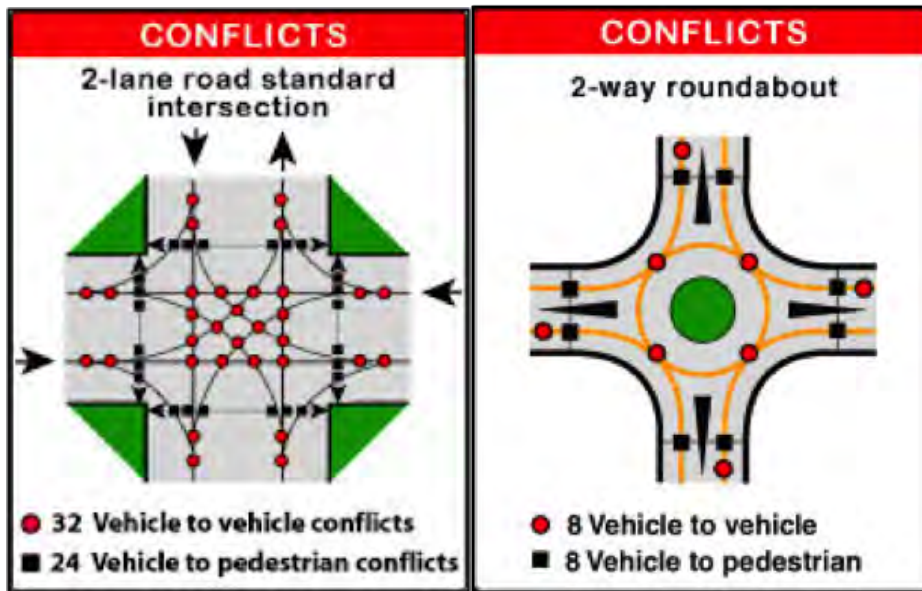 CONFLICTS
2-lane road standard
intersection
32 Vehicle to vehicle conflicts
24 Vehicle to pedestrian conflicts
CONFLICTS
2-way roundabout
8 Vehicle to vehicle
8 Vehicle to pedestrian